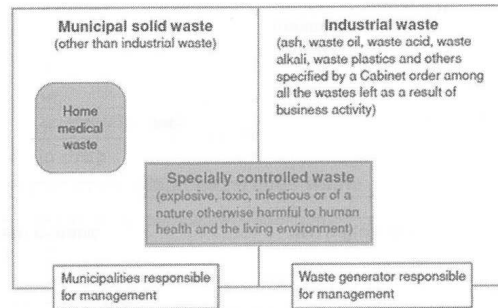 Municipal solid waste
(other than industrial waste)
Home
medical
waste
Industrial waste
(ash, waste oil, waste acid, waste
alkali, waste plastics and others
specified by a Cabinet order among
all the wastes left as a result of
business activity)
Specially controlled waste
(explosive, toxic, infectious or of a
nature otherwise harmful to human
health and the living environment)
Municipalities responsible
for management
Waste generator responsible
for management